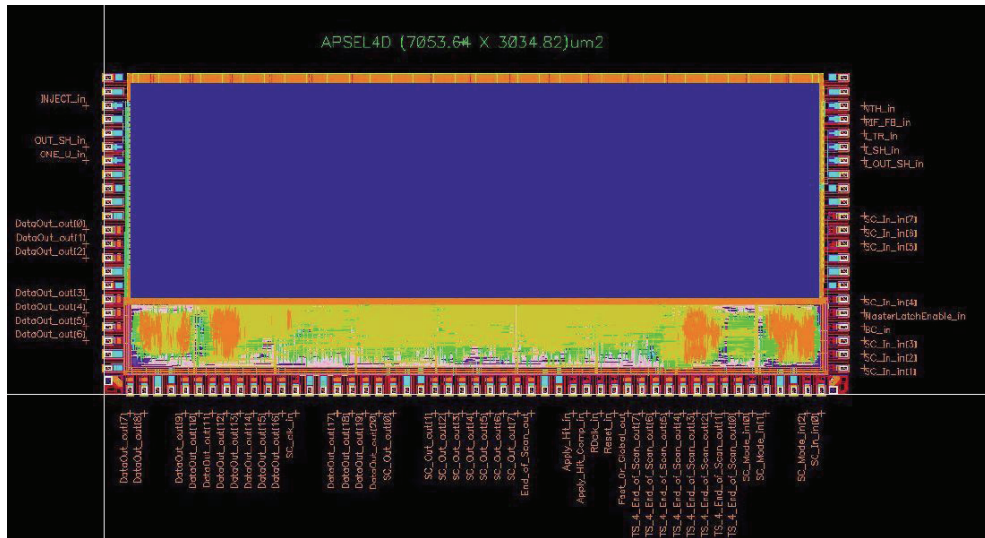 APSEL4D (7053.64 X 3034.82)um2
INJECT_in
OUT_SH_in
ONE_U_in
DataOut_out[0]
DataOut_out[1]
DataOut_out[2]
DataOut_out[3]
DataOut_out[4]
DataOut_out[5]
DataOut_out[6]
VTH_in
RIF_FB_in
I_TR_in
I_SH_in
I_OUT_SH_in
SC_In_in[7]
SC_In_in[6]
SC_In_in[5]
SC_In_in[4]
MasterLatchEnable_in
BC_in
SC_In_in[3]
SC_In_in[2]
SC_In_in[1]
DataOut_out[7]
DataOut_out[8]
DataOut_out[9]
DataOut_out[10]
DataOut_out[11]
DataOut_out[12]
DataOut_out[13]
DataOut_out[14]
DataOut_out[15]
DataOut_out[16]
SC_clk_in
DataOut_out[17]
DataOut_out[18]
DataOut_out[19]
DataOut_out[20]
SC_Out_out[0]
SC_Out_out[1]
SC_Out_out[2]
SC_Out_out[3]
SC_Out_out[4]
SC_Out_out[5]
SC_Out_out[6]
SC_Out_out[7]
End_of_Scan_out
Apply_Hit_in
Apply_HR_Comp_in
RDclk_in
Reset_in
Fast_Or_Global_out
TS_4_End_of_Scan_out[7]
TS_4_End_of_Scan_out[6]
TS_4_End_of_Scan_out[5]
TS_4_End_of_Scan_out[4]
TS_4_End_of_Scan_out[3]
TS_4_End_of_Scan_out[2]
TS_4_End_of_Scan_out[1]
TS_4_End_of_Scan_out[0]
SC_Mode_in[0]
SC_Mode_in[1]
SC_Mode_in[2]
SC_In_in[0]